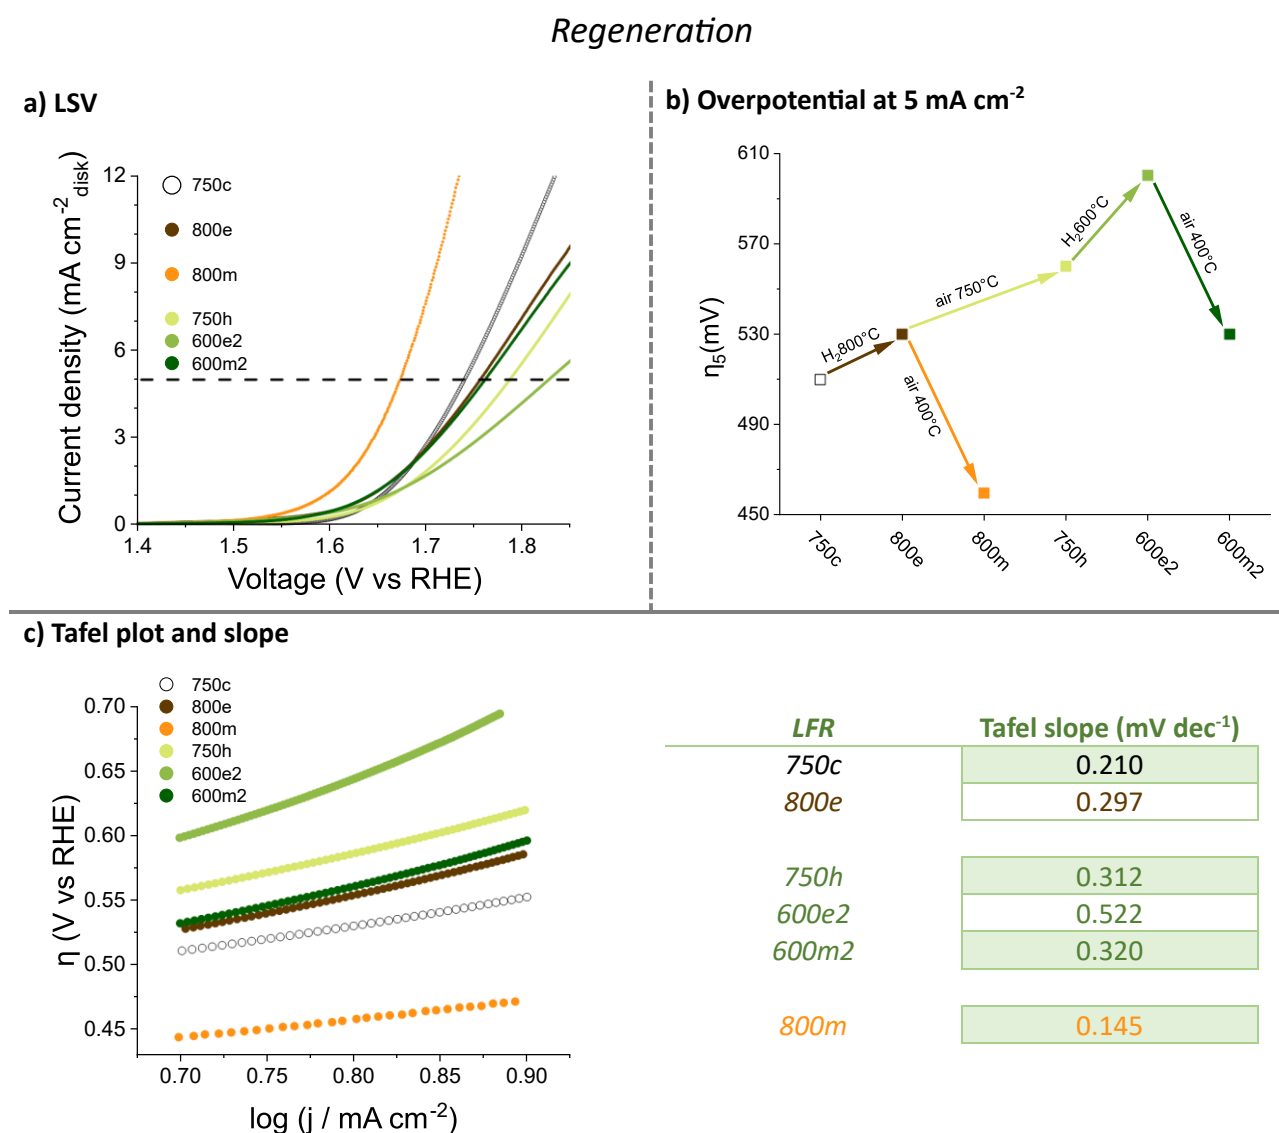 Regeneration
a) LSV
Current density (mA cm⁻²disk)
12
9
6
3
0
1.4 1.5 1.6 1.7 1.8
Voltage (V vs RHE)
750c
800e
800m
750h
600e2
600m2
b) Overpotential at 5 mA cm⁻²
η₅(mV)
610
570
530
490
450
H₂800°C
air 400°C
air 750°C
H₂600°C
air 400°C
750c 800e 800m 750h 600e2 600m2
c) Tafel plot and slope
η (V vs RHE)
0.70
0.65
0.60
0.55
0.50
0.45
0.70 0.75 0.80 0.85 0.90
log (j / mA cm⁻²)
750c
800e
800m
750h
600e2
600m2
LFR Tafel slope (mV dec⁻¹)
750c 0.210
800e 0.297
750h 0.312
600e2 0.522
600m2 0.320
800m 0.145